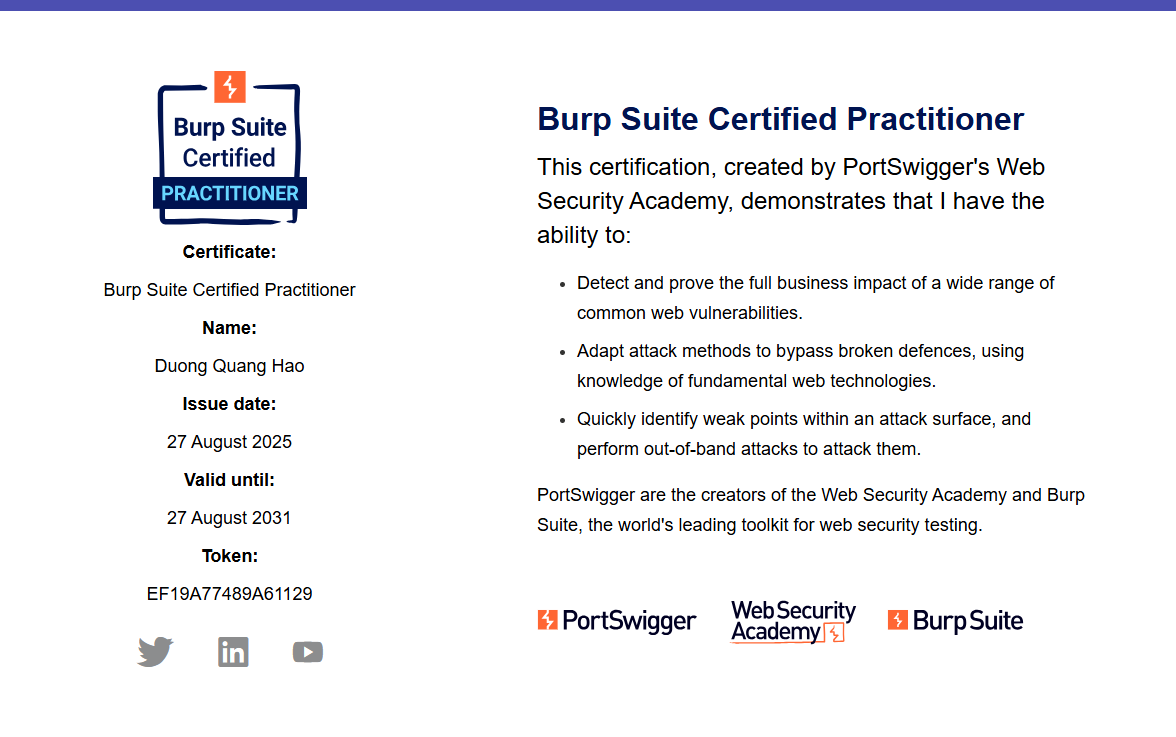 Burp Suite
Certified
PRACTITIONER
Certificate:
Burp Suite Certified Practitioner
Name:
Duong Quang Hao
Issue date:
27 August 2025
Valid until:
27 August 2031
Token:
EF19A77489A61129
Burp Suite Certified Practitioner
This certification, created by PortSwigger's Web
Security Academy, demonstrates that I have the
ability to:
• Detect and prove the full business impact of a wide range of
common web vulnerabilities.
• Adapt attack methods to bypass broken defences, using
knowledge of fundamental web technologies.
• Quickly identify weak points within an attack surface, and
perform out-of-band attacks to attack them.
PortSwigger are the creators of the Web Security Academy and Burp
Suite, the world's leading toolkit for web security testing.
PortSwigger
Web Security
Academy
Burp Suite
in